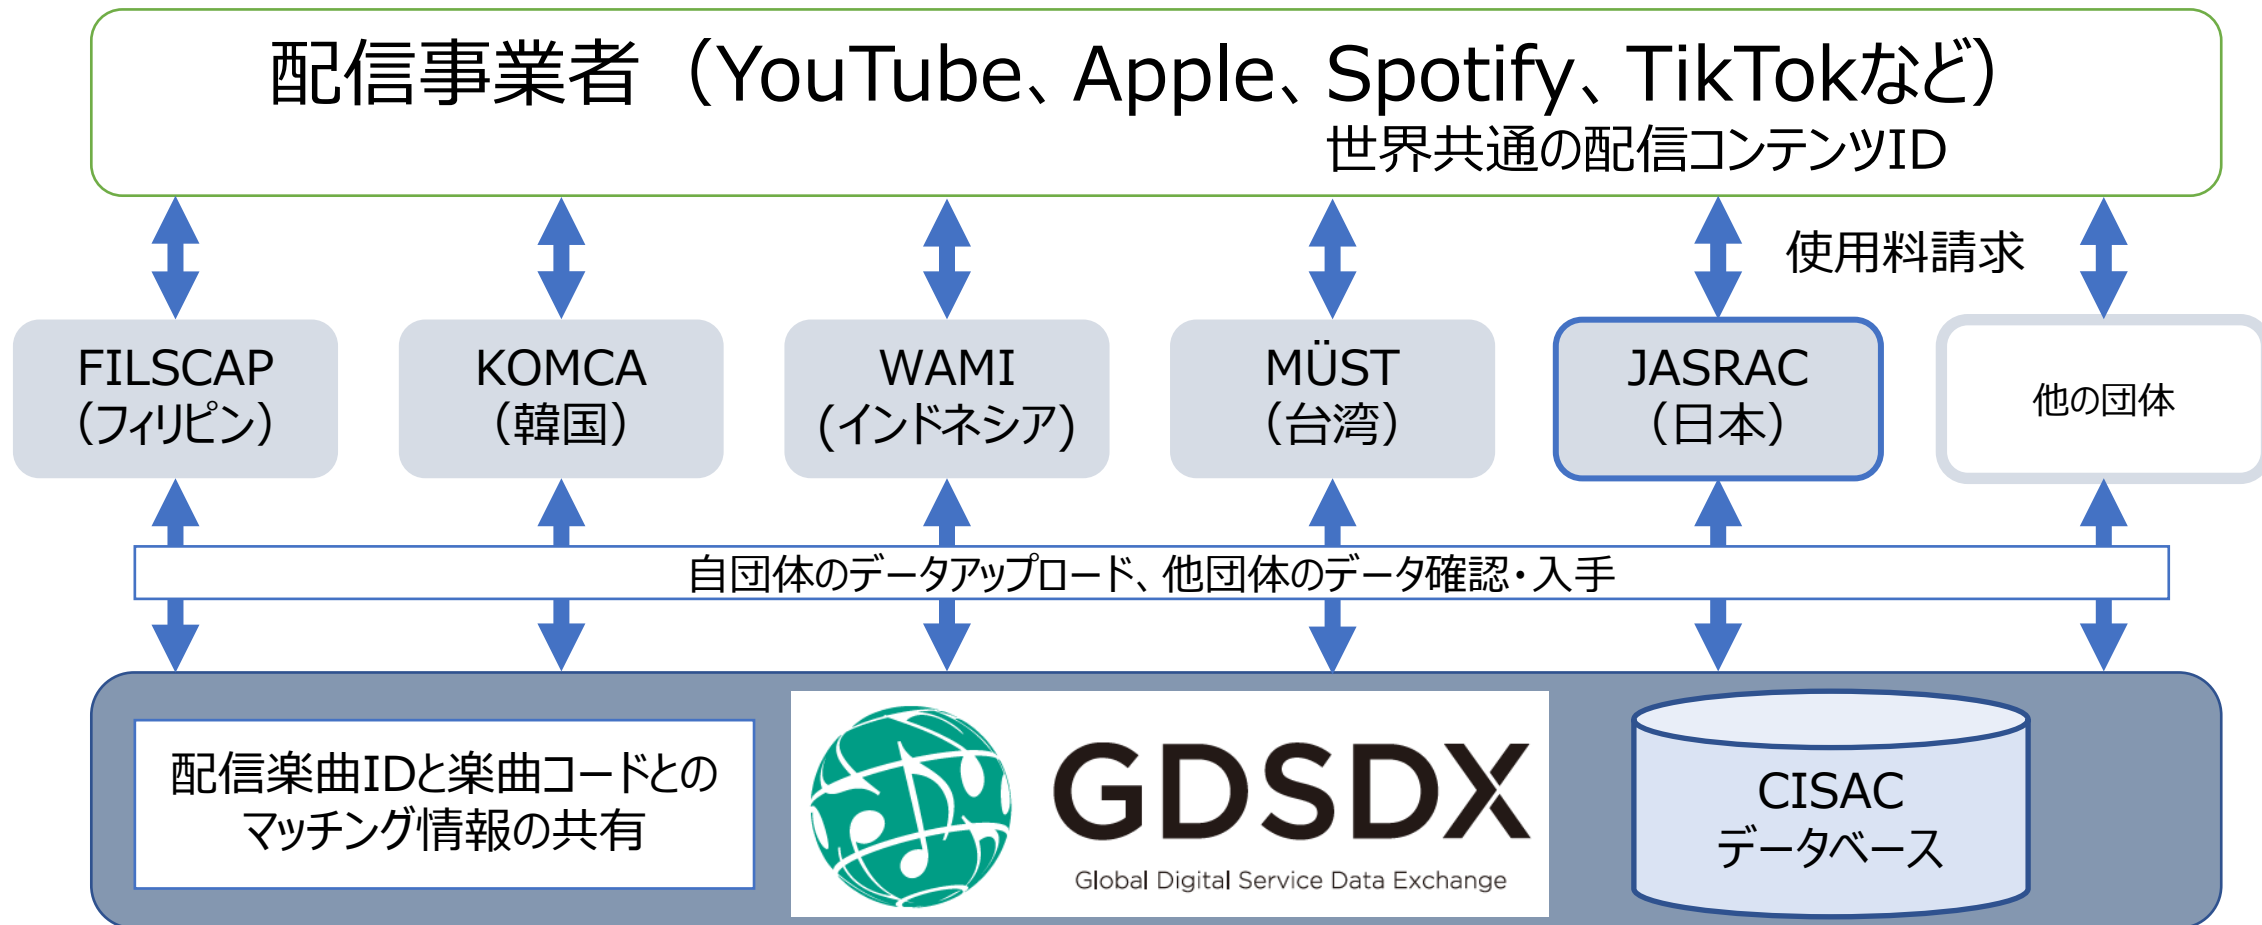 配信事業者（YouTube、Apple、Spotify、TikTokなど）
世界共通の配信コンテンツID
使用料請求
FILSCAP
（フィリピン）
KOMCA
（韓国）
WAMI
(インドネシア)
MÜST
（台湾）
JASRAC
（日本）
他の団体
自団体のデータアップロード、他団体のデータ確認・入手
配信楽曲IDと楽曲コードとの
マッチング情報の共有
GDSDX
Global Digital Service Data Exchange
CISAC
データベース